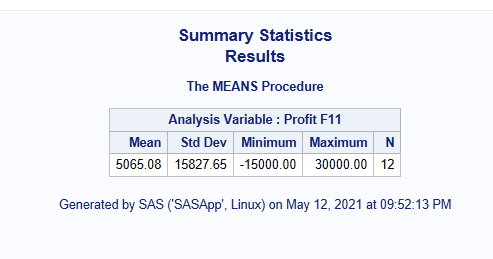 Summary Statistics
Results
The MEANS Procedure
Analysis Variable : Profit F11
Mean Std Dev Minimum Maximum N
5065.08 15827.65 -15000.00 30000.00 12
Generated by SAS ('SASApp', Linux) on May 12, 2021 at 09:52:13 PM